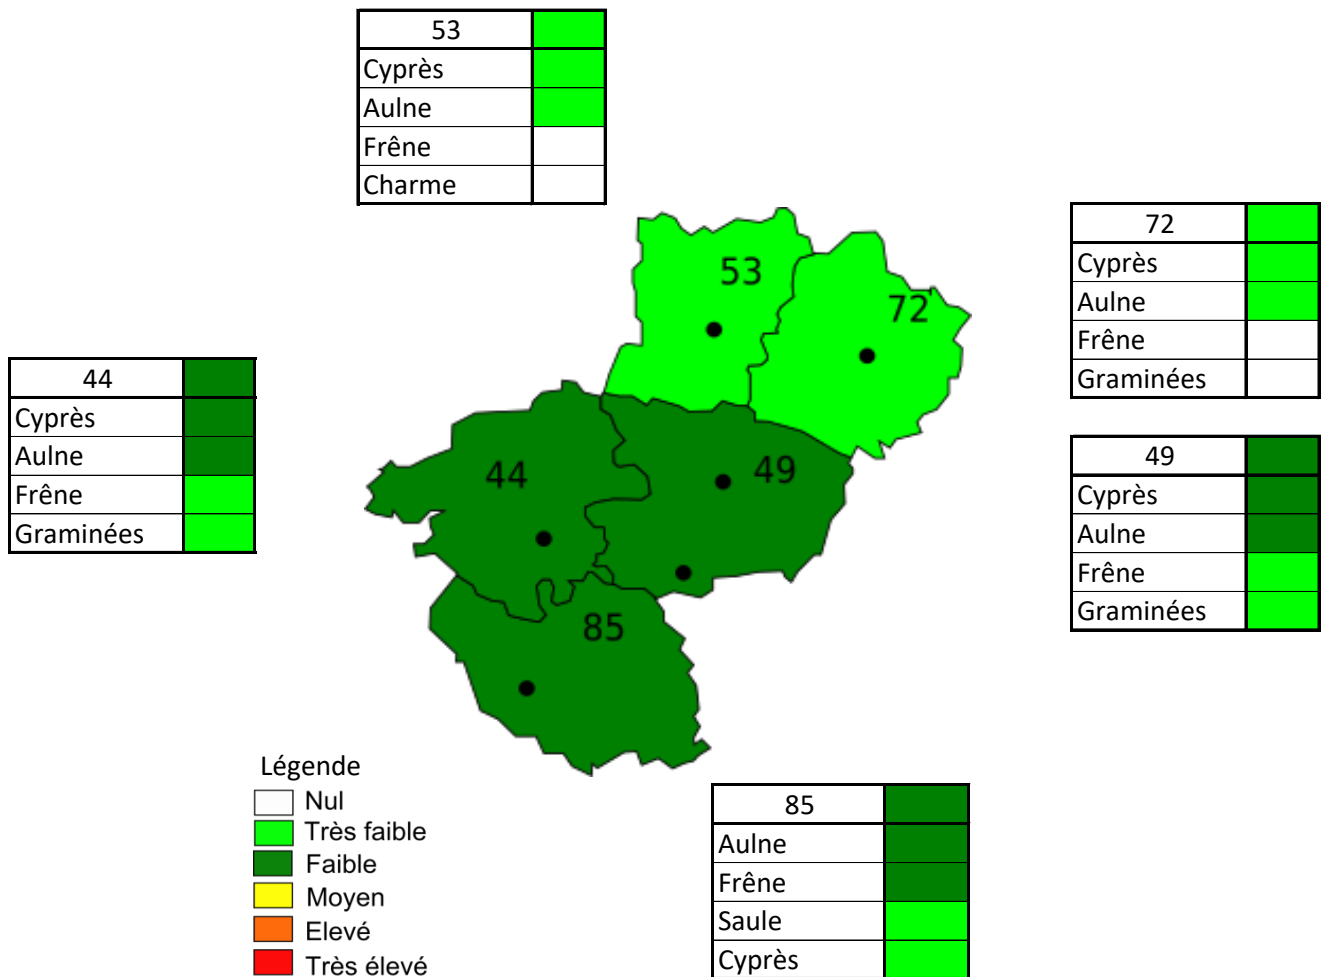 53
Cyprès
Aulne
Frêne
Charme
72
Cyprès
Aulne
Frêne
Graminées
53
72
44
Cyprès
Aulne
Frêne
Graminées
44
49
85
49
Cyprès
Aulne
Frêne
Graminées
Légende
Nul
Très faible
Faible
Moyen
Elevé
Très élevé
85
Aulne
Frêne
Saule
Cyprès